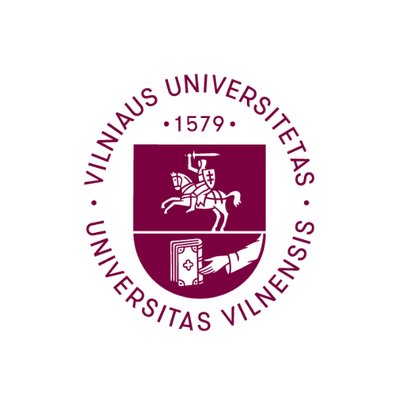 VILNIAUS UNIVERSITETAS
· 1579 ·
UNIVERSITAS VILNENSIS